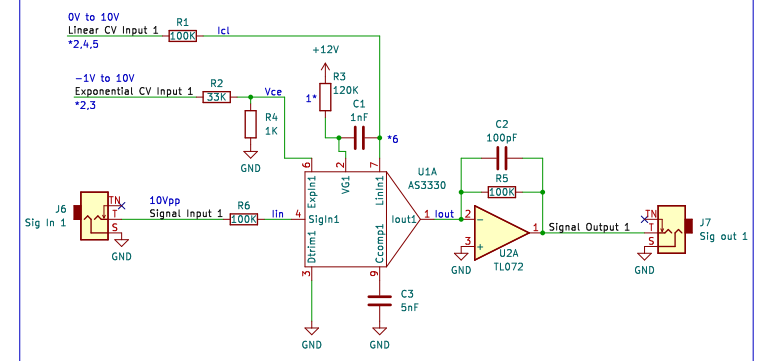 0V to 10V
Linear CV Input 1
*2,4,5
R1
100K
Icl
-1V to 10V
Exponential CV Input 1
*2,3
R2
33K
Vce
R4
1K
GND
+12V
R3
120K
1*
C1
1nF
*6
C2
100pF
R5
100K
6
2
7
U1A
AS3330
ExpIn1
VG1
LinIn1
J6
Sig In 1
TN
T
S
GND
10Vpp
Signal Input 1
R6
100K
Iin
4
SigIn1
Iout1
1
Iout
2
-
3
+
1
GND
U2A
TL072
Signal Output 1
TN
T
S
J7
Sig out 1
GND
Dtrim1
Ccomp1
3
9
C3
5nF
GND
GND